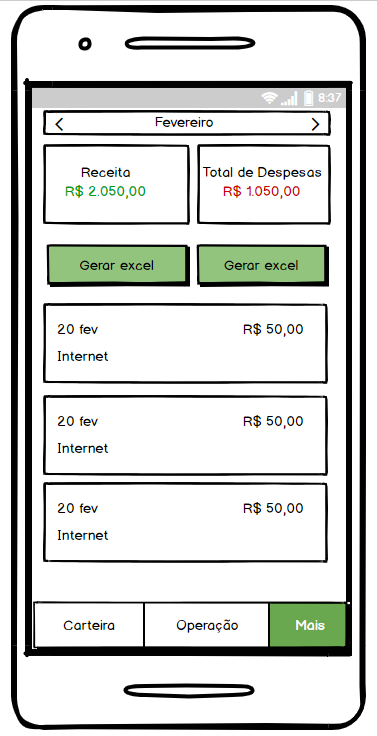 8:37
Fevereiro
Receita
R$ 2.050,00
Total de Despesas
R$ 1.050,00
Gerar excel
Gerar excel
20 fev R$ 50,00
Internet
20 fev R$ 50,00
Internet
20 fev R$ 50,00
Internet
Carteira Operação Mais